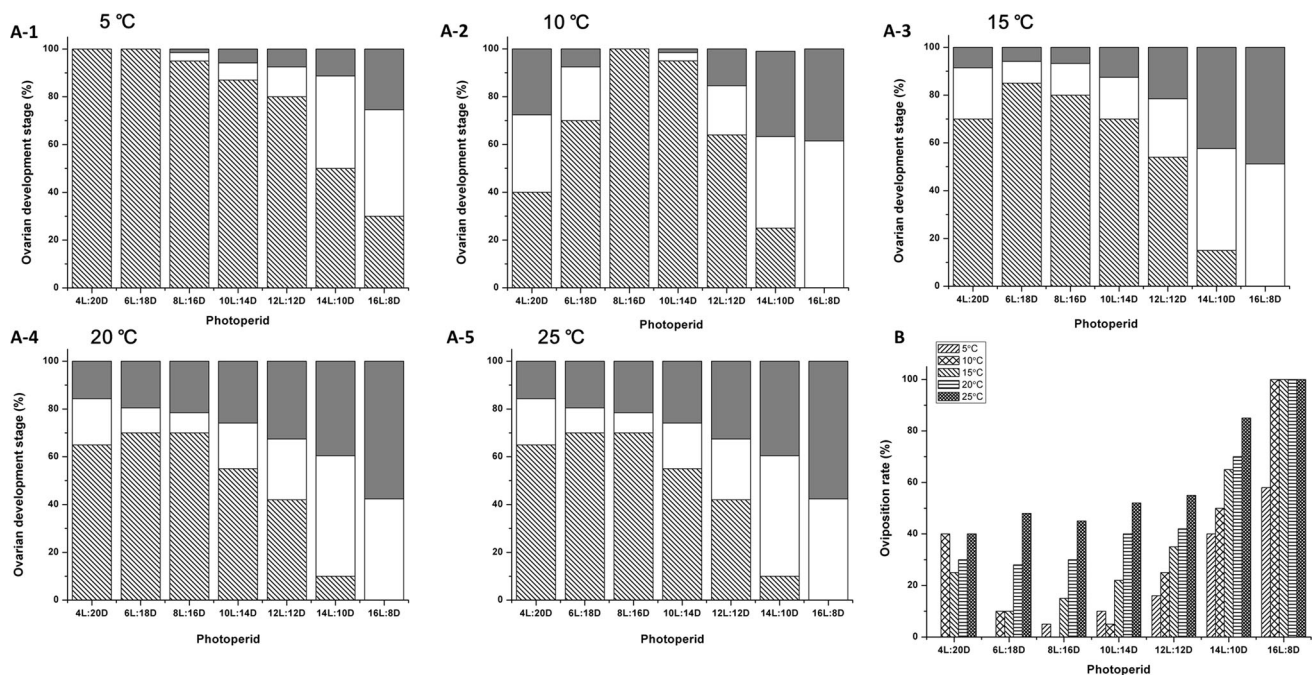 A-1
5 °C
Ovarian development stage (%)
100
80
60
40
20
0
4L:20D 6L:18D 8L:16D 10L:14D 12L:12D 14L:10D 16L:8D
Photoperid
A-2
10 °C
Ovarian development stage (%)
100
80
60
40
20
0
4L:20D 6L:18D 8L:16D 10L:14D 12L:12D 14L:10D 16L:8D
Photoperid
A-3
15 °C
Ovarian development stage (%)
100
80
60
40
20
0
4L:20D 6L:18D 8L:16D 10L:14D 12L:12D 14L:10D 16L:8D
Photoperid
A-4
20 °C
Ovarian development stage (%)
100
80
60
40
20
0
4L:20D 6L:18D 8L:16D 10L:14D 12L:12D 14L:10D 16L:8D
Photoperid
A-5
25 °C
Ovarian development stage (%)
100
80
60
40
20
0
4L:20D 6L:18D 8L:16D 10L:14D 12L:12D 14L:10D 16L:8D
Photoperid
B
5°C
10°C
15°C
20°C
25°C
Oviposition rate (%)
100
80
60
40
20
0
4L:20D 6L:18D 8L:16D 10L:14D 12L:12D 14L:10D 16L:8D
Photoperid